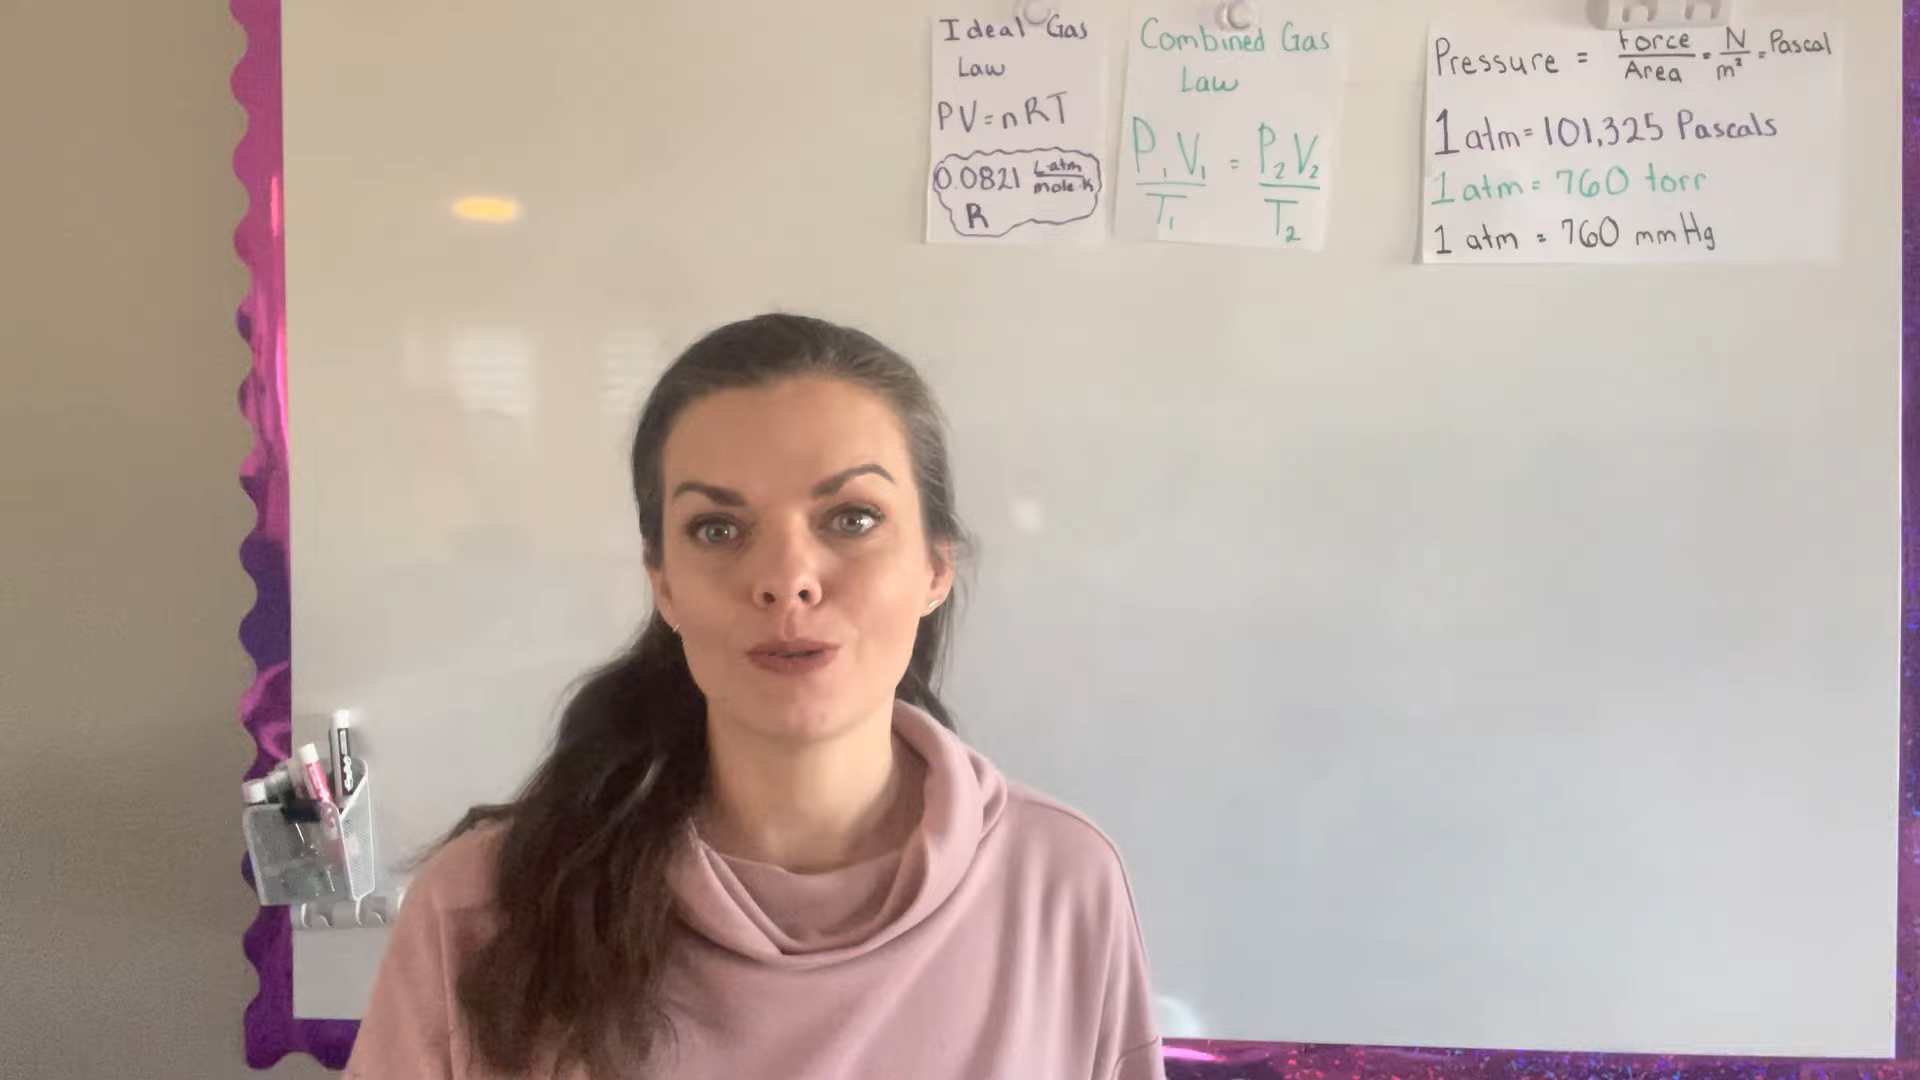 Ideal Gas
Law
PV=nRT
0.0821 L·atm
mole·K
R
Combined Gas
Law
P₁V₁ = P₂V₂
T₁ T₂
Pressure = Force = N = Pascal
Area m²
1 atm = 101,325 Pascals
1 atm = 760 torr
1 atm = 760 mmHg